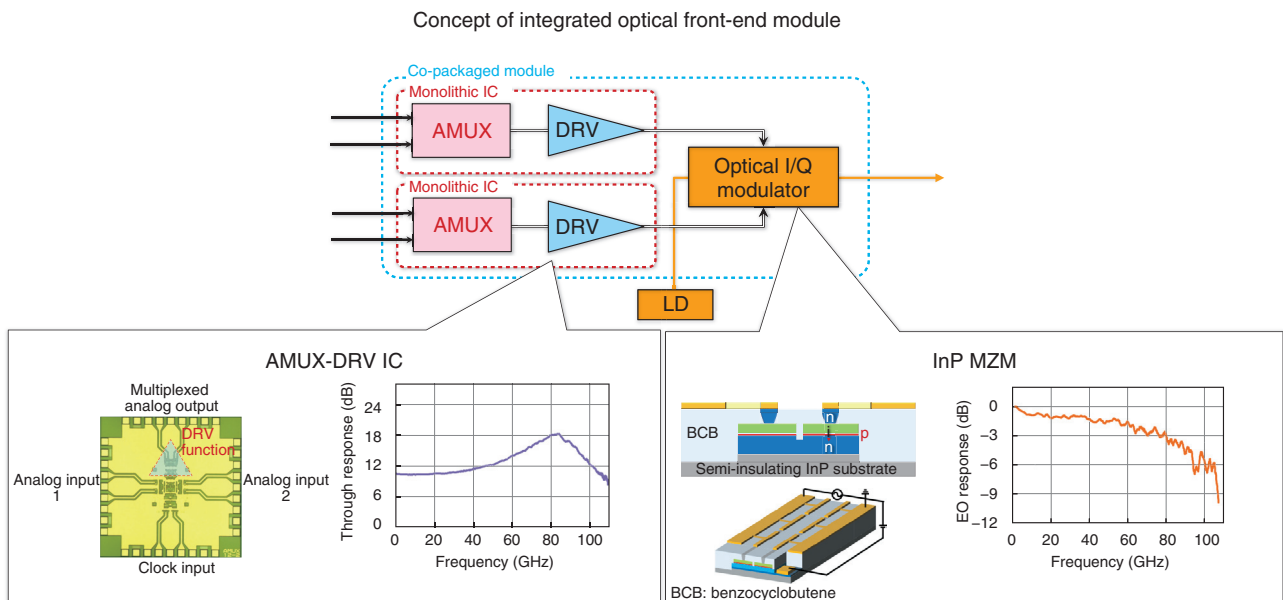 Concept of integrated optical front-end module
Co-packaged module
Monolithic IC
AMUX
DRV
Optical I/Q
modulator
Monolithic IC
AMUX
DRV
LD
AMUX-DRV IC
Multiplexed
analog output
DRV
function
Analog input
1
Analog input
2
Clock input
Through response (dB)
24
18
12
6
0
0
20
40
60
80
100
Frequency (GHz)
InP MZM
BCB
n
i
p
n
Semi-insulating InP substrate
BCB: benzocyclobutene
EO response (dB)
0
−3
−6
−9
−12
0
20
40
60
80
100
Frequency (GHz)